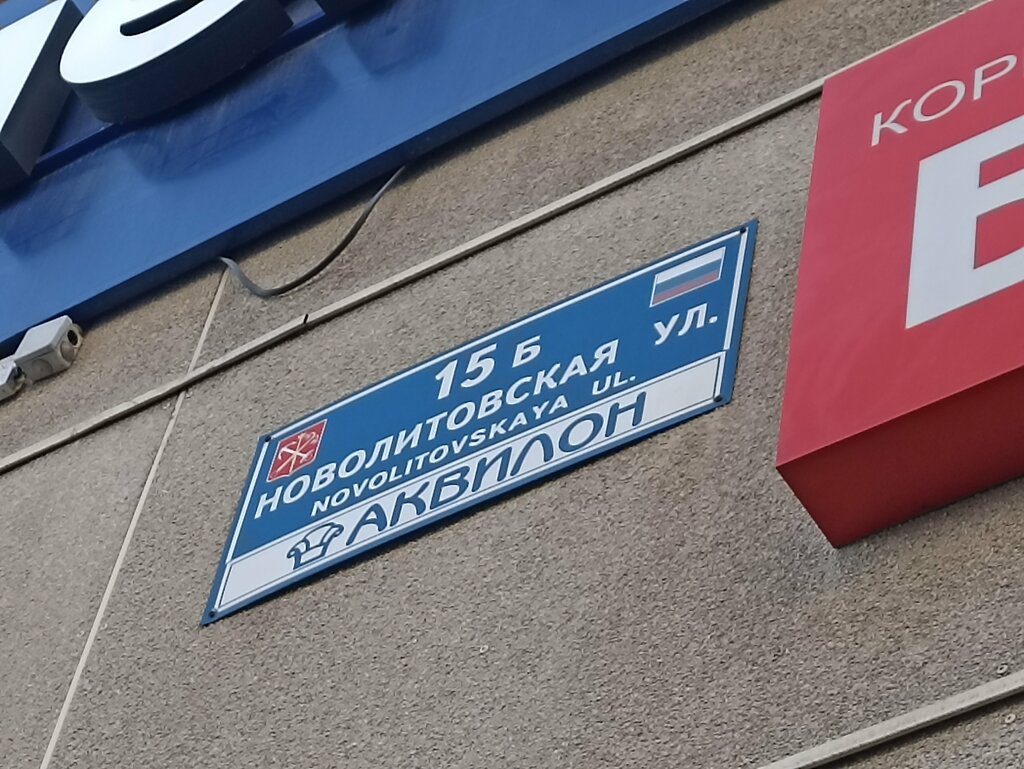 15 Б
НОВОЛИТОВСКАЯ УЛ.
NOVOLITOVSKAYA UL.
АКВИЛОН
КОР